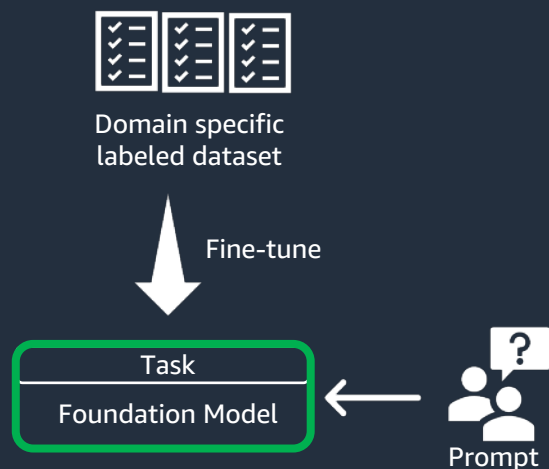 Domain specific
labeled dataset
Fine-tune
Task
Foundation Model
?
Prompt